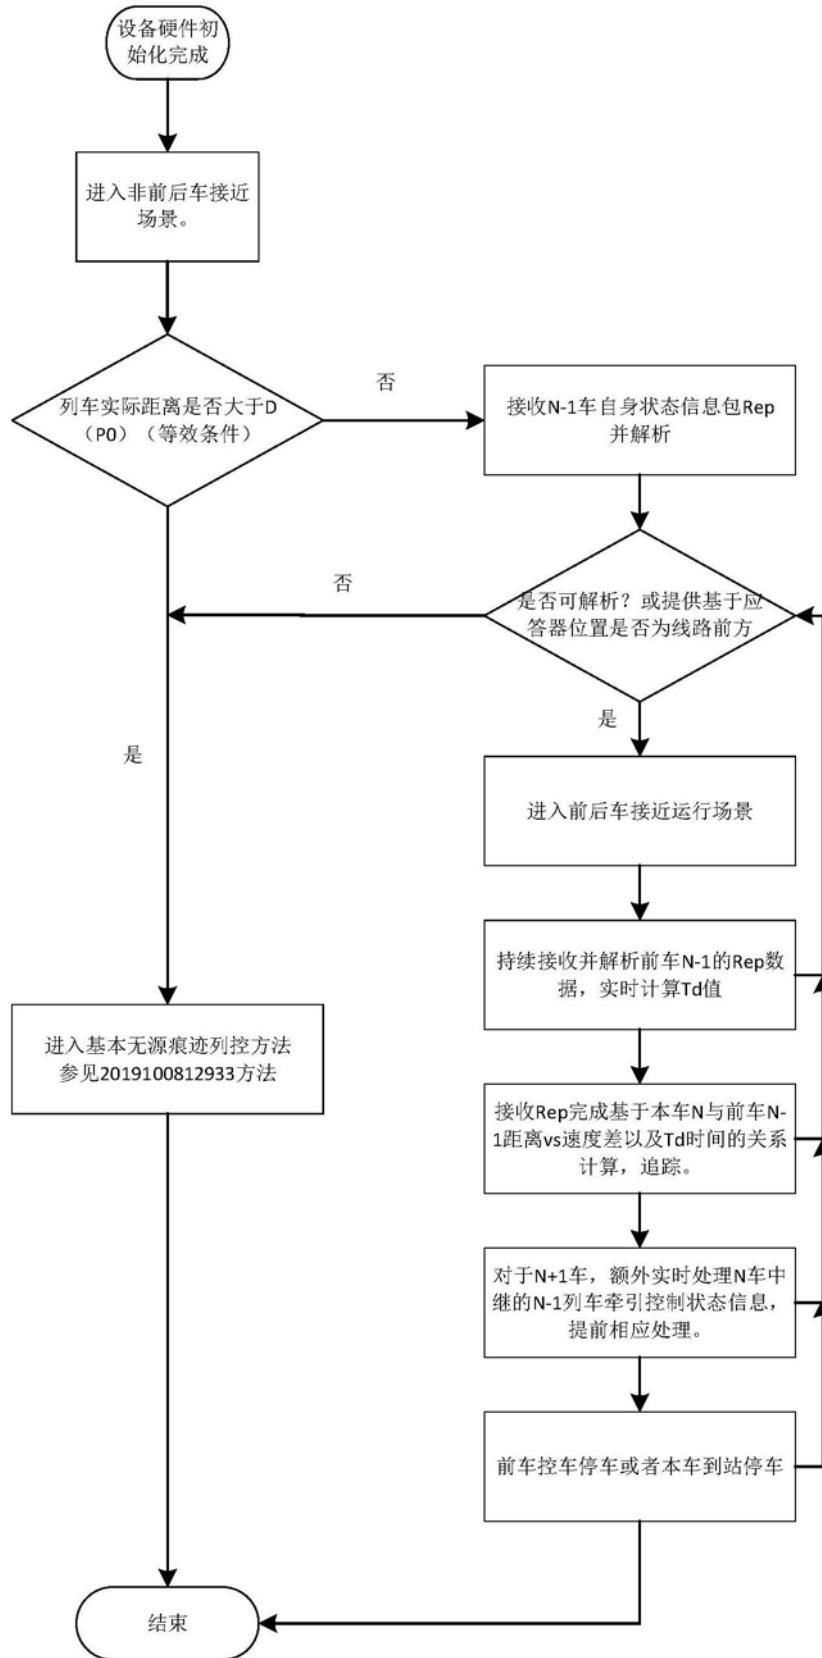 设备硬件初
始化完成
进入非前后车接近
场景。
列车实际距离是否大于D
（P0）（等效条件）
否
接收N-1车自身状态信息包Rep
并解析
是否可解析？或提供基于应
答器位置是否为线路前方
否
是
是
进入前后车接近运行场景
持续接收并解析前车N-1的Rep数
据，实时计算Td值
进入基本无源痕迹列控方法
参见2019100812933方法
接收Rep完成基于本车N与前车N-
1距离vs速度差以及Td时间的关系
计算，追踪。
对于N+1车，额外实时处理N车中
继的N-1列车牵引控制状态信息，
提前相应处理。
前车控车停车或者本车到站停车
结束